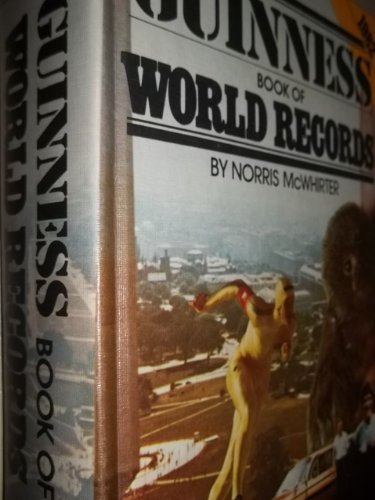 GUINNESS
BOOK OF
WORLD RECORDS
BY NORRIS McWHIRTER
GUINNESS BOOK OF
WORLD RECORDS